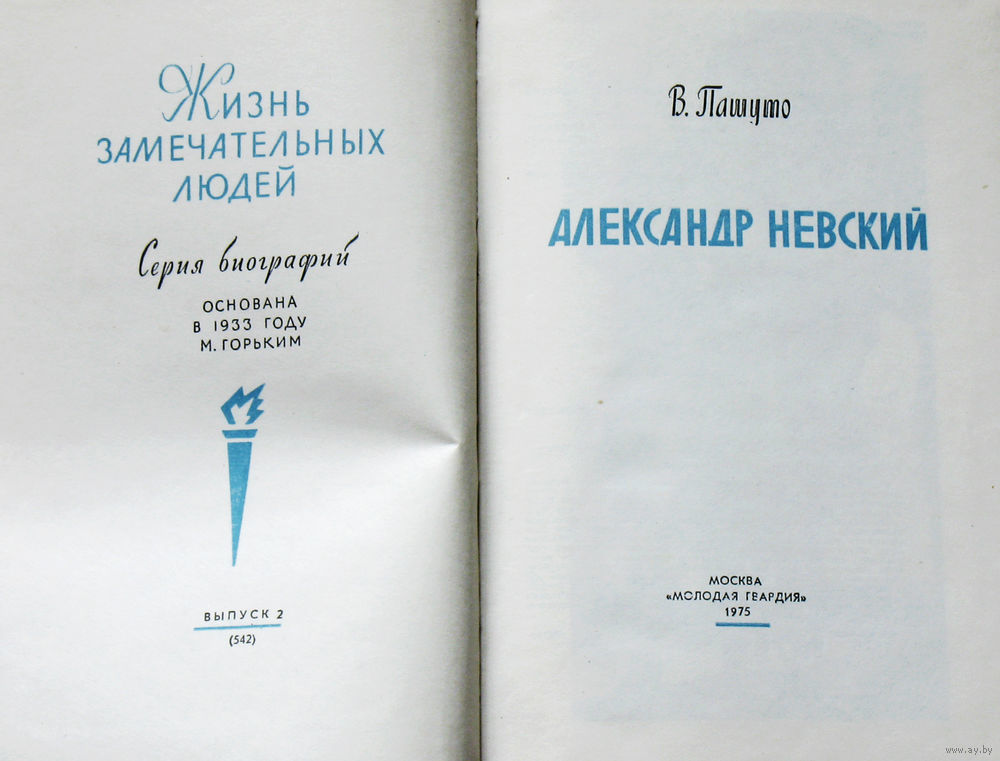 Жизнь
ЗАМЕЧАТЕЛЬНЫХ
ЛЮДЕЙ
Серия биографий
ОСНОВАНА
В 1933 ГОДУ
М. ГОРЬКИМ
ВЫПУСК 2
(542)
В. Пашуто
АЛЕКСАНДР НЕВСКИЙ
МОСКВА
«МОЛОДАЯ ГВАРДИЯ»
1975
www.ay.by